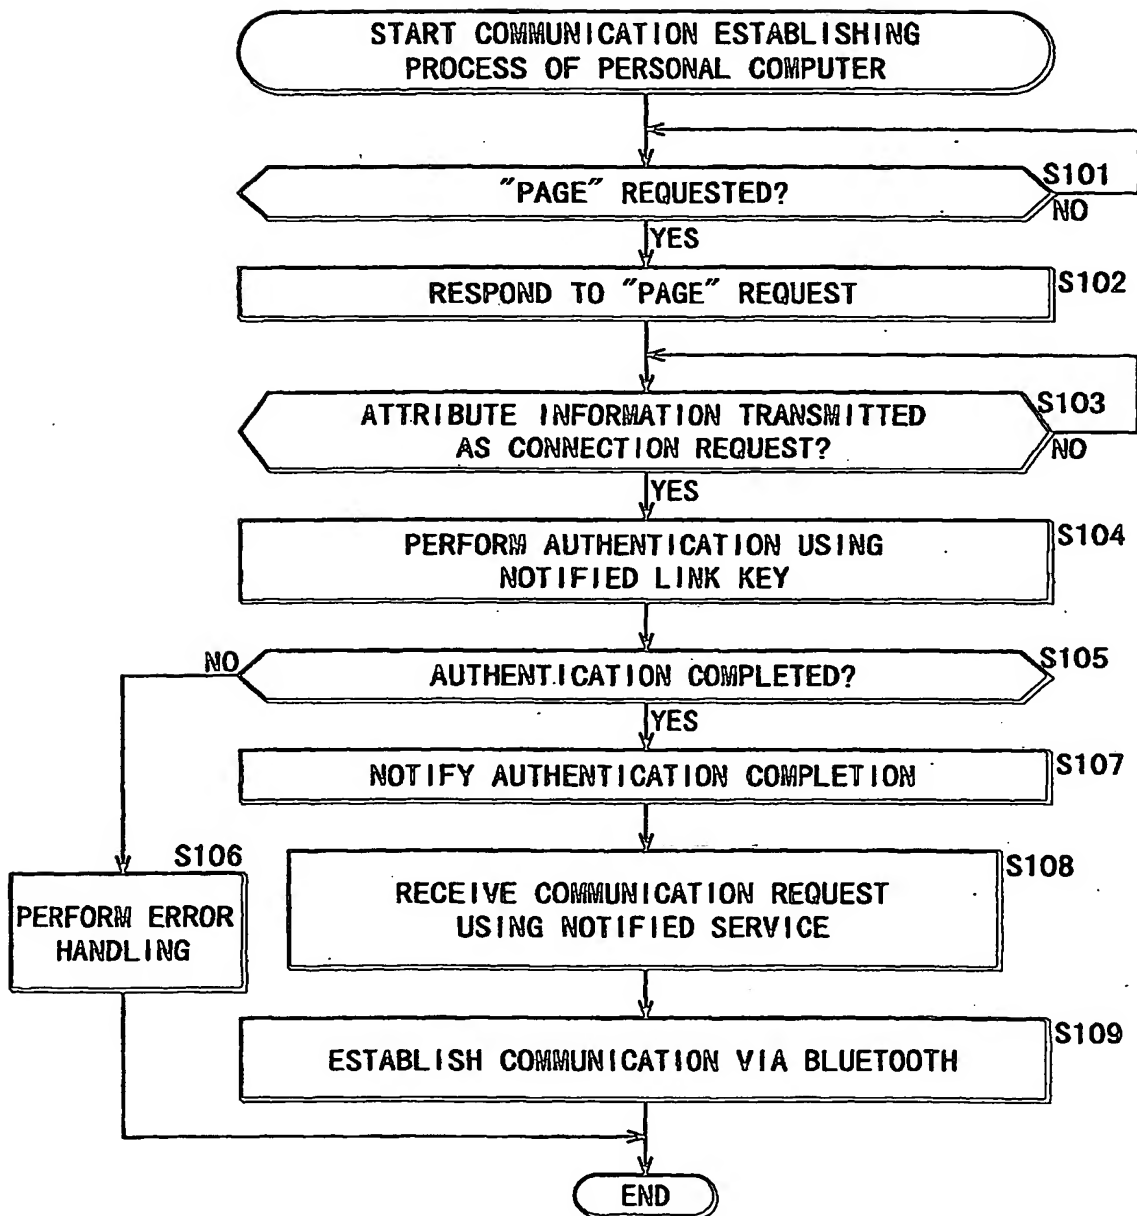 START COMMUNICATION ESTABLISHING
PROCESS OF PERSONAL COMPUTER
"PAGE" REQUESTED?
S101
NO
YES
RESPOND TO "PAGE" REQUEST
S102
ATTRIBUTE INFORMATION TRANSMITTED
AS CONNECTION REQUEST?
S103
NO
YES
PERFORM AUTHENTICATION USING
NOTIFIED LINK KEY
S104
NO
AUTHENTICATION COMPLETED?
S105
YES
NOTIFY AUTHENTICATION COMPLETION
S107
S106
PERFORM ERROR
HANDLING
RECEIVE COMMUNICATION REQUEST
USING NOTIFIED SERVICE
S108
ESTABLISH COMMUNICATION VIA BLUETOOTH
S109
END